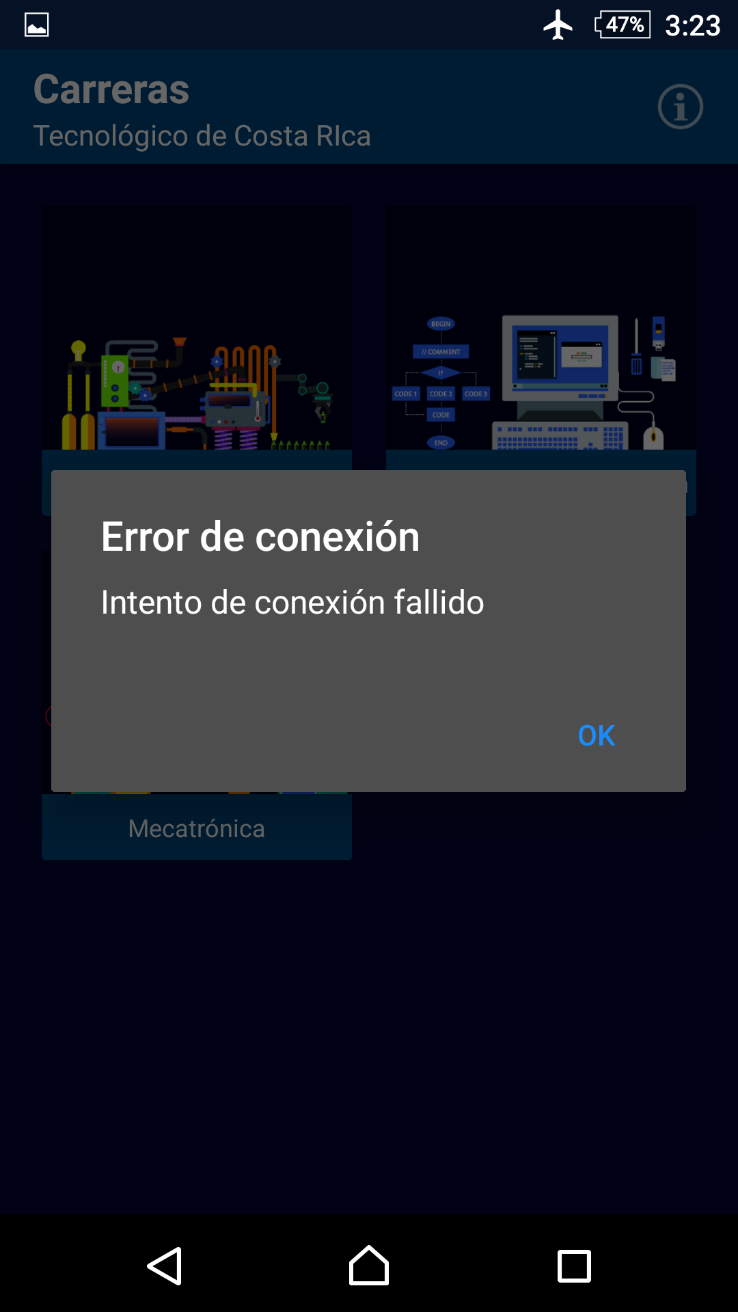 47% 3:23
Carreras
Tecnológico de Costa RIca
BEGIN
// COMMENT
I?
CODE 1 CODE 2 CODE 3
CODE
END
Error de conexión
Intento de conexión fallido
OK
Mecatrónica